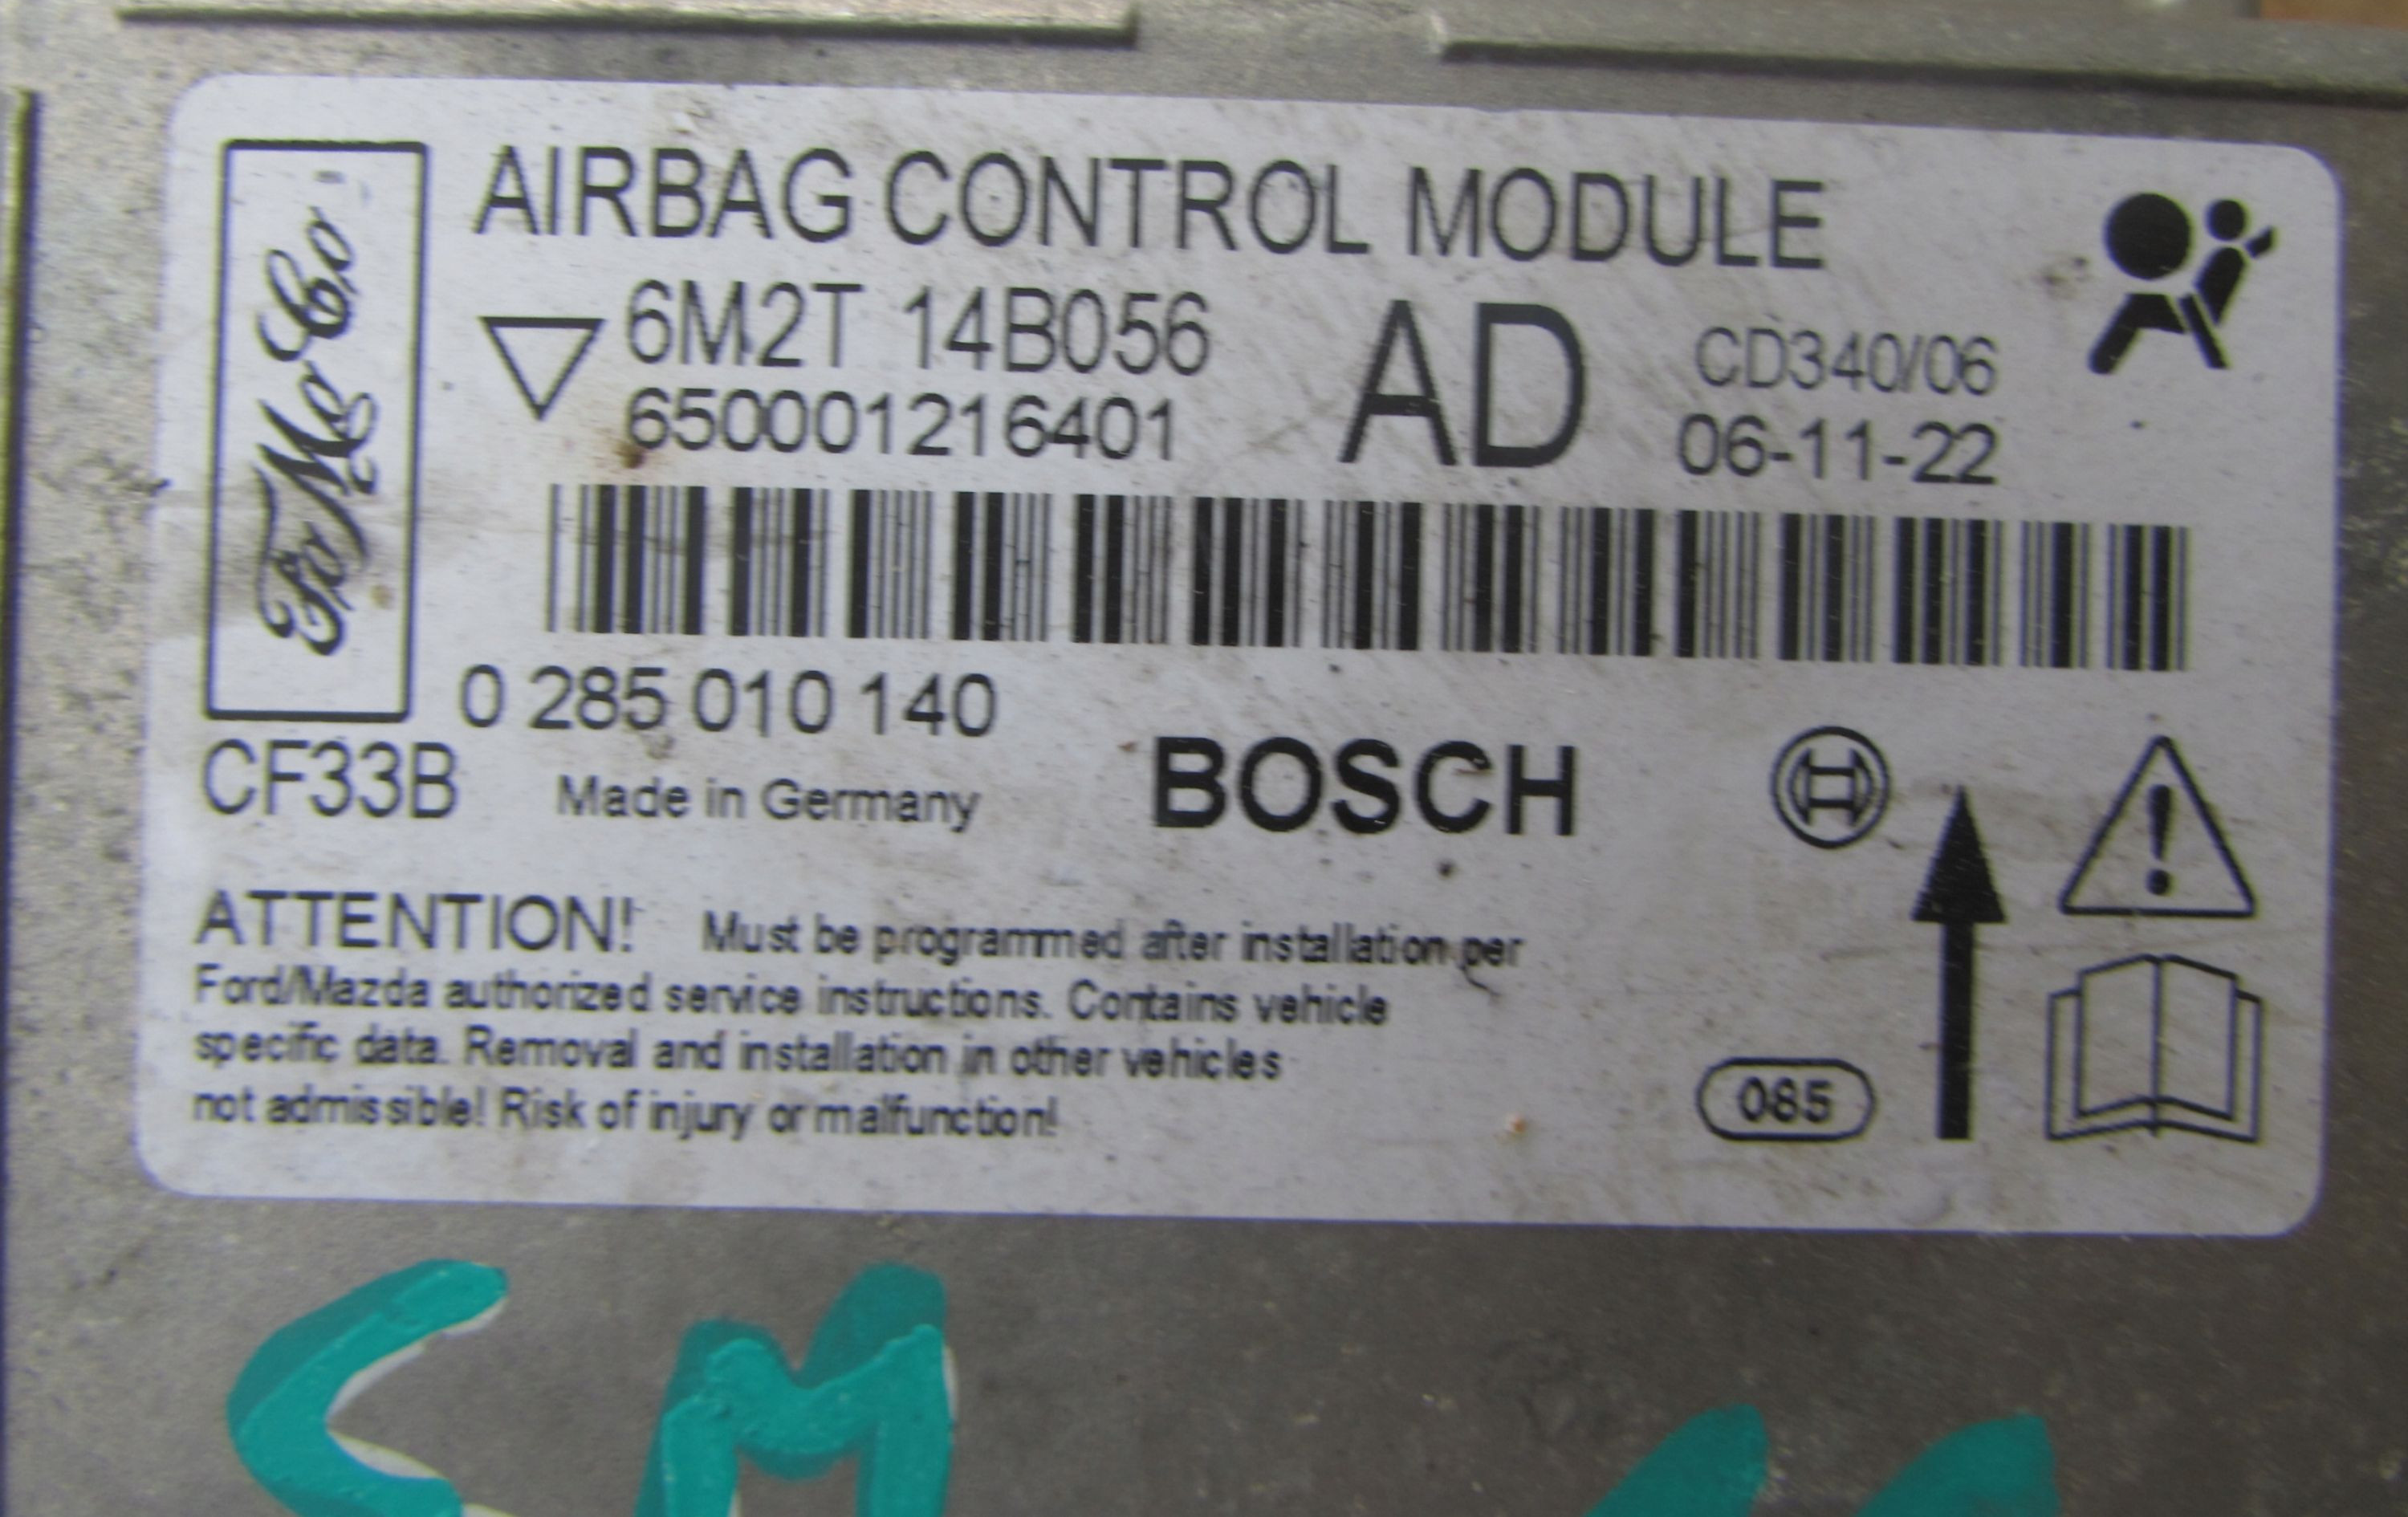 FoMoCo
AIRBAG CONTROL MODULE
6M2T 14B056
AD
CD340/06
650001216401
06-11-22
0 285 010 140
CF33B
Made in Germany
BOSCH
ATTENTION! Must be programmed after installation per
Ford/Mazda authorized service instructions. Contains vehicle
specific data. Removal and installation in other vehicles
not admissible! Risk of injury or malfunction!
085